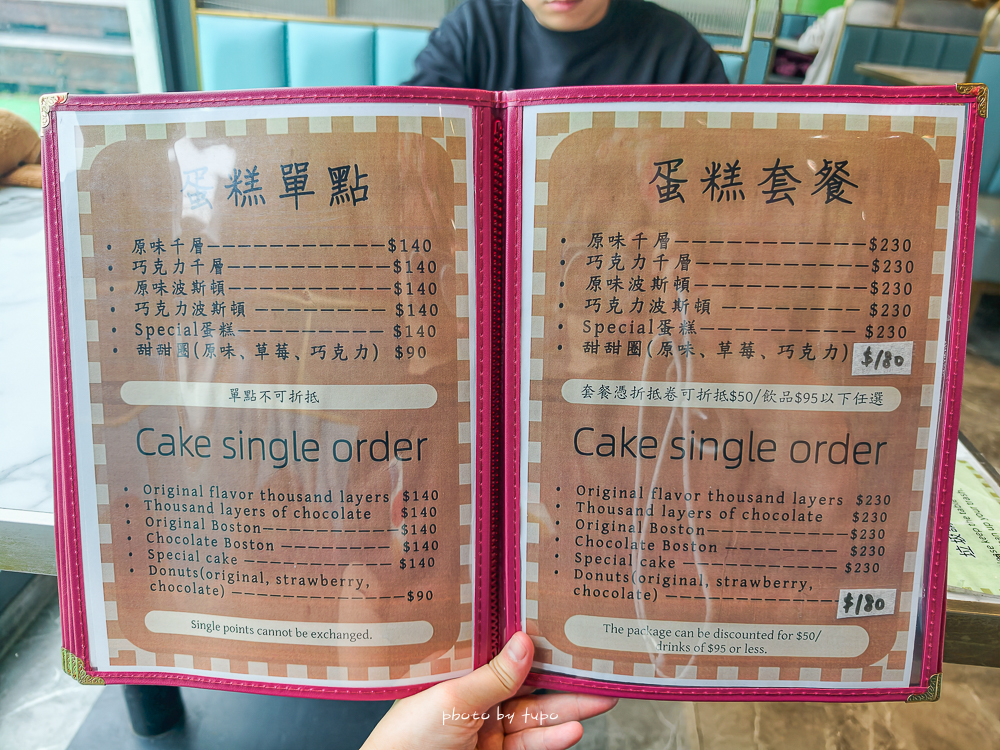 蛋糕單點
• 原味千層————————————$140
• 巧克力千層———————————$140
• 原味波斯頓———————————$140
• 巧克力波斯頓——————————$140
• Special蛋糕——————————$140
• 甜甜圈(原味、草莓、巧克力) $90
單點不可折抵
Cake single order
• Original flavor thousand layers $140
• Thousand layers of chocolate $140
• Original Boston——————————$140
• Chocolate Boston —————————$140
• Special cake ———————————$140
• Donuts(original, strawberry,
chocolate) ————————————$90
Single points cannot be exchanged.
蛋糕套餐
• 原味千層————————————$230
• 巧克力千層———————————$230
• 原味波斯頓———————————$230
• 巧克力波斯頓——————————$230
• Special蛋糕——————————$230
• 甜甜圈(原味、草莓、巧克力) $180
套餐憑折抵卷可折抵$50/飲品$95以下任選
Cake single order
• Original flavor thousand layers $230
• Thousand layers of chocolate $230
• Original Boston——————————$230
• Chocolate Boston —————————$230
• Special cake ———————————$230
• Donuts(original, strawberry,
chocolate) ———————————— $180
The package can be discounted for $50/
drinks of $95 or less.
photo by tupo